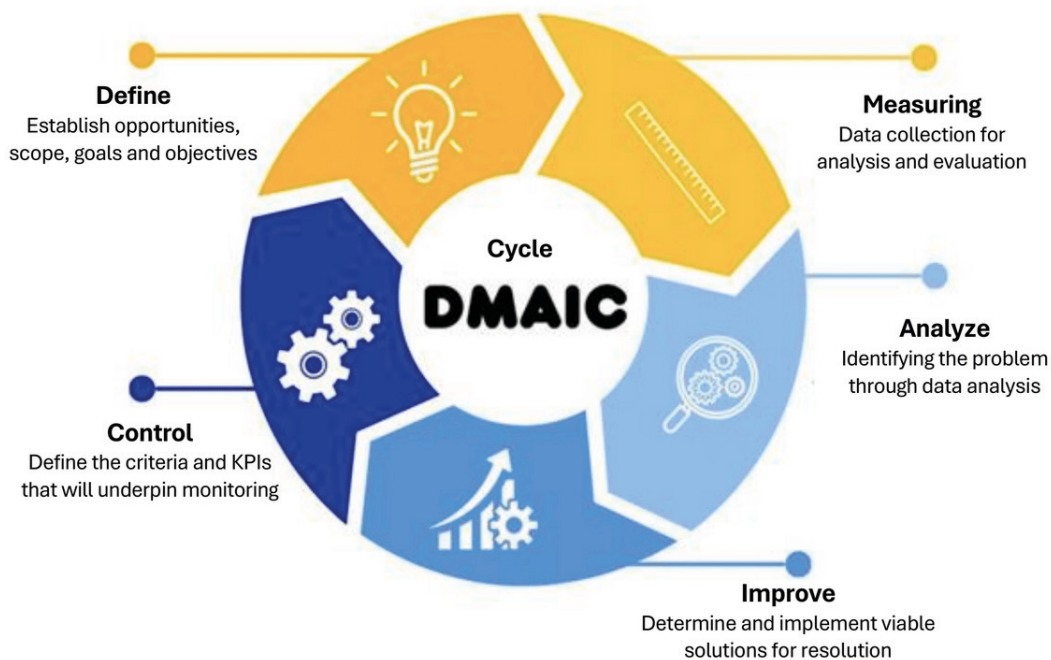 Define
Establish opportunities,
scope, goals and objectives
Measuring
Data collection for
analysis and evaluation
Cycle
DMAIC
Analyze
Identifying the problem
through data analysis
Control
Define the criteria and KPIs
that will underpin monitoring
Improve
Determine and implement viable
solutions for resolution